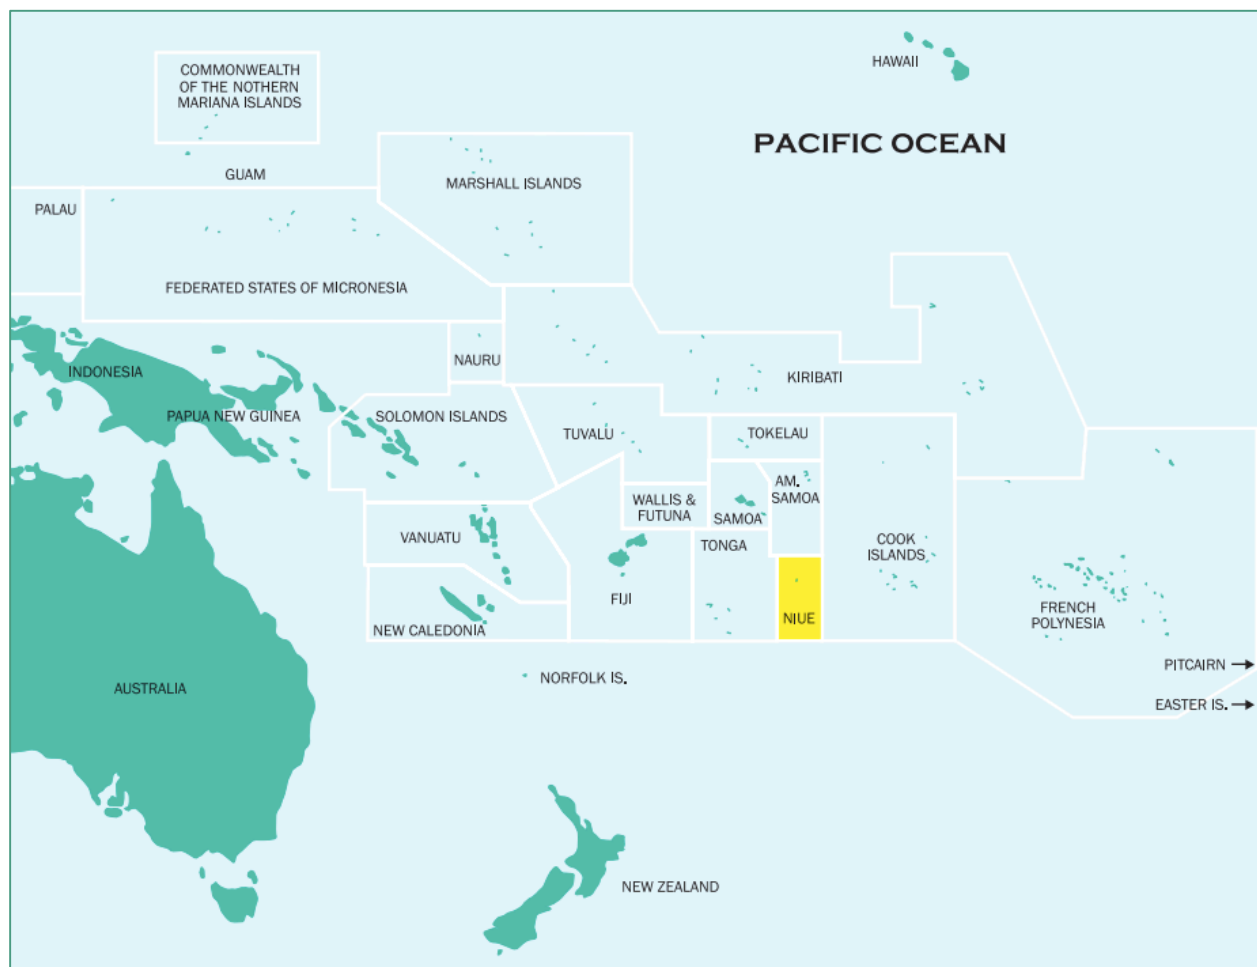 HAWAII
COMMONWEALTH
OF THE NOTHERN
MARIANA ISLANDS
PACIFIC OCEAN
GUAM
MARSHALL ISLANDS
PALAU
FEDERATED STATES OF MICRONESIA
NAURU
INDONESIA
KIRIBATI
PAPUA NEW GUINEA
SOLOMON ISLANDS
TUVALU
TOKELAU
AM.
SAMOA
WALLIS &
FUTUNA
SAMOA
VANUATU
TONGA
COOK
ISLANDS
FIJI
NIUE
FRENCH
POLYNESIA
NEW CALEDONIA
PITCAIRN
NORFOLK IS.
AUSTRALIA
EASTER IS.
NEW ZEALAND